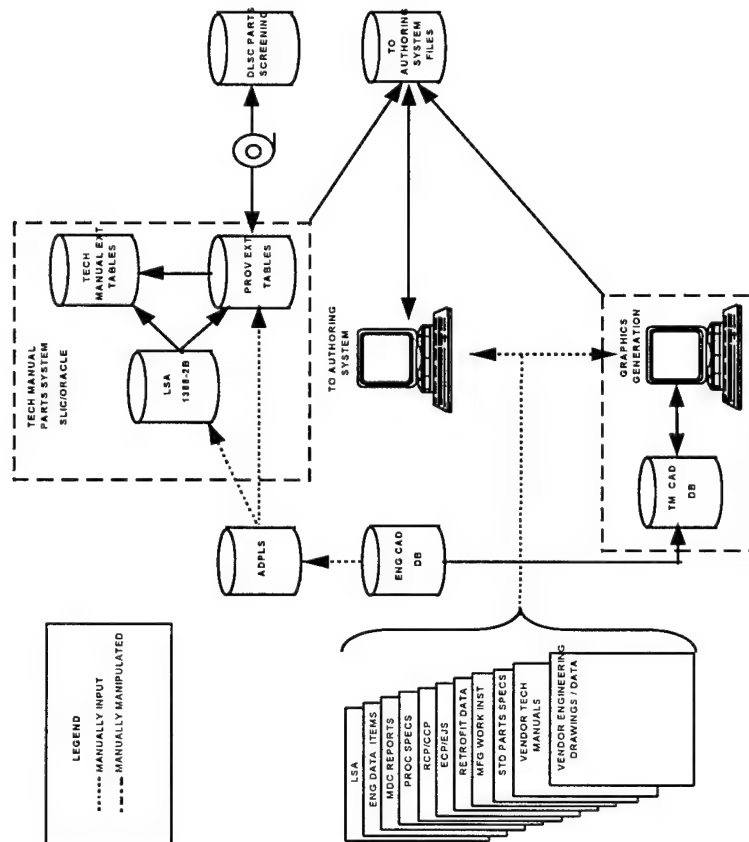 LEGEND
MANUALLY INPUT
MANUALLY MANIPULATED
TECH MANUAL
PARTS SYSTEM
SLIC/ORACLE
LSA
1388-2B
TECH
MANUAL EXT
TABLES
PROV EXT
TABLES
DLSC PARTS
SCREENING
ADPLS
ENG CAD
DB
TO AUTHORING
SYSTEM
TO
AUTHORING
SYSTEM
FILES
LSA
ENG DATA ITEMS
MDC REPORTS
PROC SPECS
RCP/CCP
ECP/EJS
RETROFIT DATA
MFG WORK INST
STD PARTS SPECS
VENDOR TECH
MANUALS
VENDOR ENGINEERING
DRAWINGS / DATA
TM CAD
DB
GRAPHICS
GENERATION